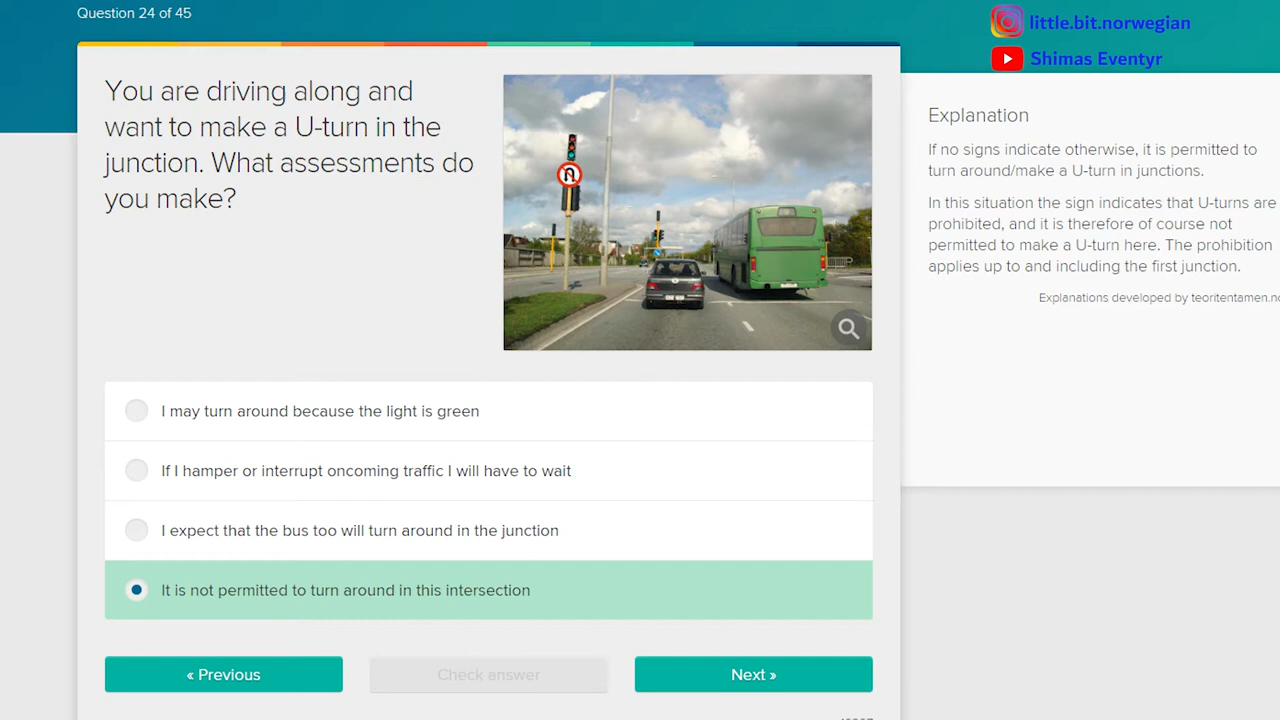 Question 24 of 45
little.bit.norwegian
Shimas Eventyr
You are driving along and
want to make a U-turn in the
junction. What assessments do
you make?
Explanation
If no signs indicate otherwise, it is permitted to
turn around/make a U-turn in junctions.
In this situation the sign indicates that U-turns are
prohibited, and it is therefore of course not
permitted to make a U-turn here. The prohibition
applies up to and including the first junction.
Explanations developed by
I may turn around because the light is green
If I hamper or interrupt oncoming traffic I will have to wait
I expect that the bus too will turn around in the junction
It is not permitted to turn around in this intersection
« Previous
Check answer
Next »